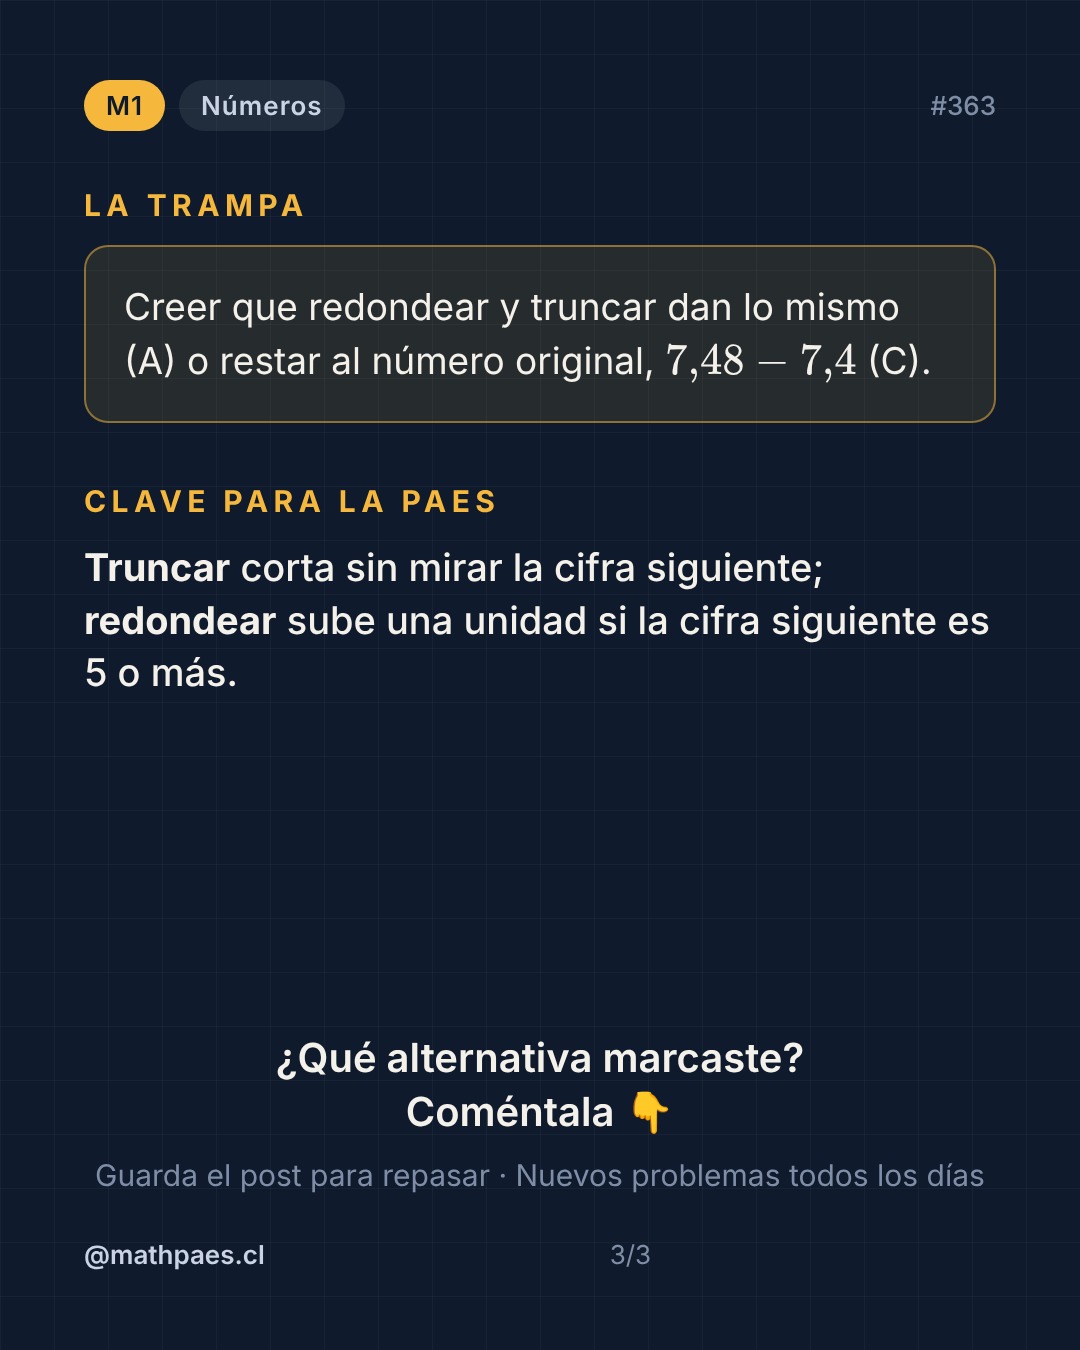 M1 Números #363
LA TRAMPA
Creer que redondear y truncar dan lo mismo
(A) o restar al número original, 7,48 − 7,4 (C).
CLAVE PARA LA PAES
Truncar corta sin mirar la cifra siguiente;
redondear sube una unidad si la cifra siguiente es
5 o más.
¿Qué alternativa marcaste?
Coméntala 👇
Guarda el post para repasar · Nuevos problemas todos los días
@mathpaes.cl 3/3